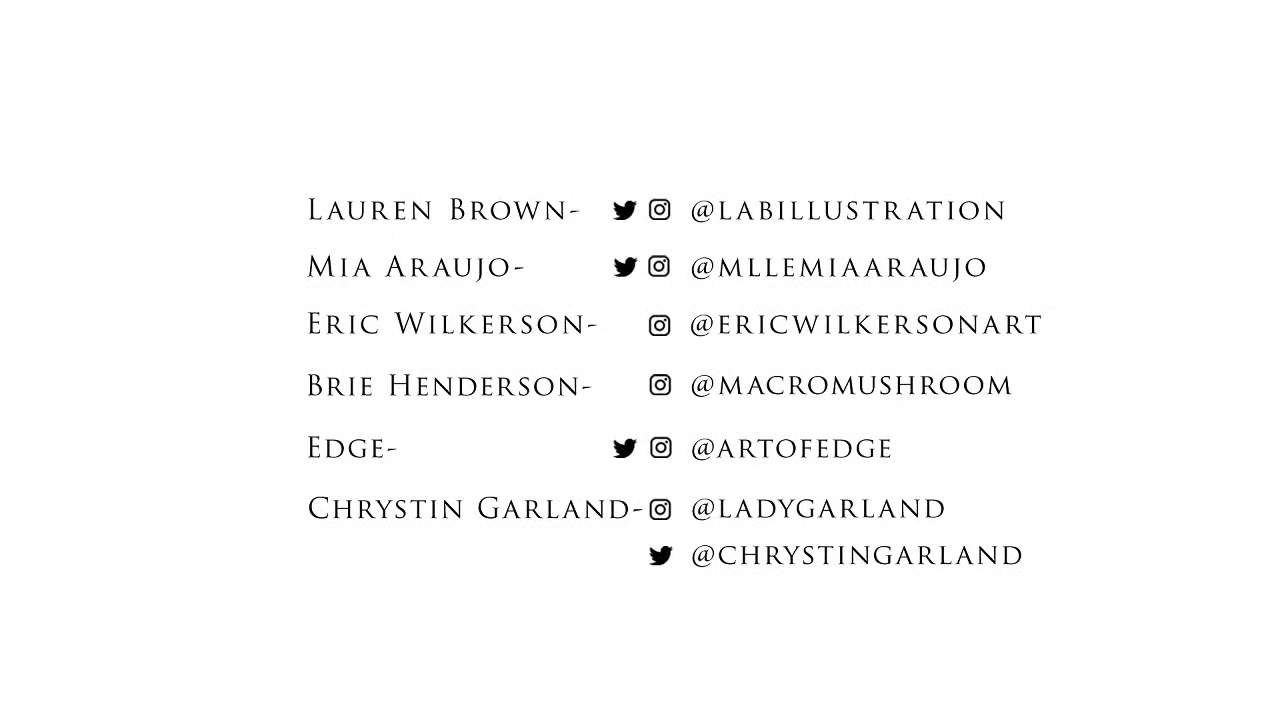 Lauren Brown- @LABILLUSTRATION
Mia Araujo- @MLLEMIAARAUJO
Eric Wilkerson- @ERICWILKERSONART
Brie Henderson- @MACROMUSHROOM
Edge- @ARTOFEDGE
Chrystin Garland- @LADYGARLAND
@CHRYSTINGARLAND